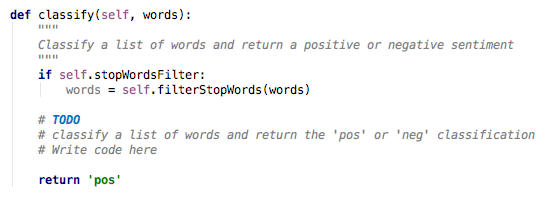 def classify(self, words):
"""
Classify a list of words and return a positive or negative sentiment
"""
if self.stopWordsFilter:
words = self.filterStopWords(words)
# TODO
# classify a list of words and return the 'pos' or 'neg' classification
# Write code here
return 'pos'